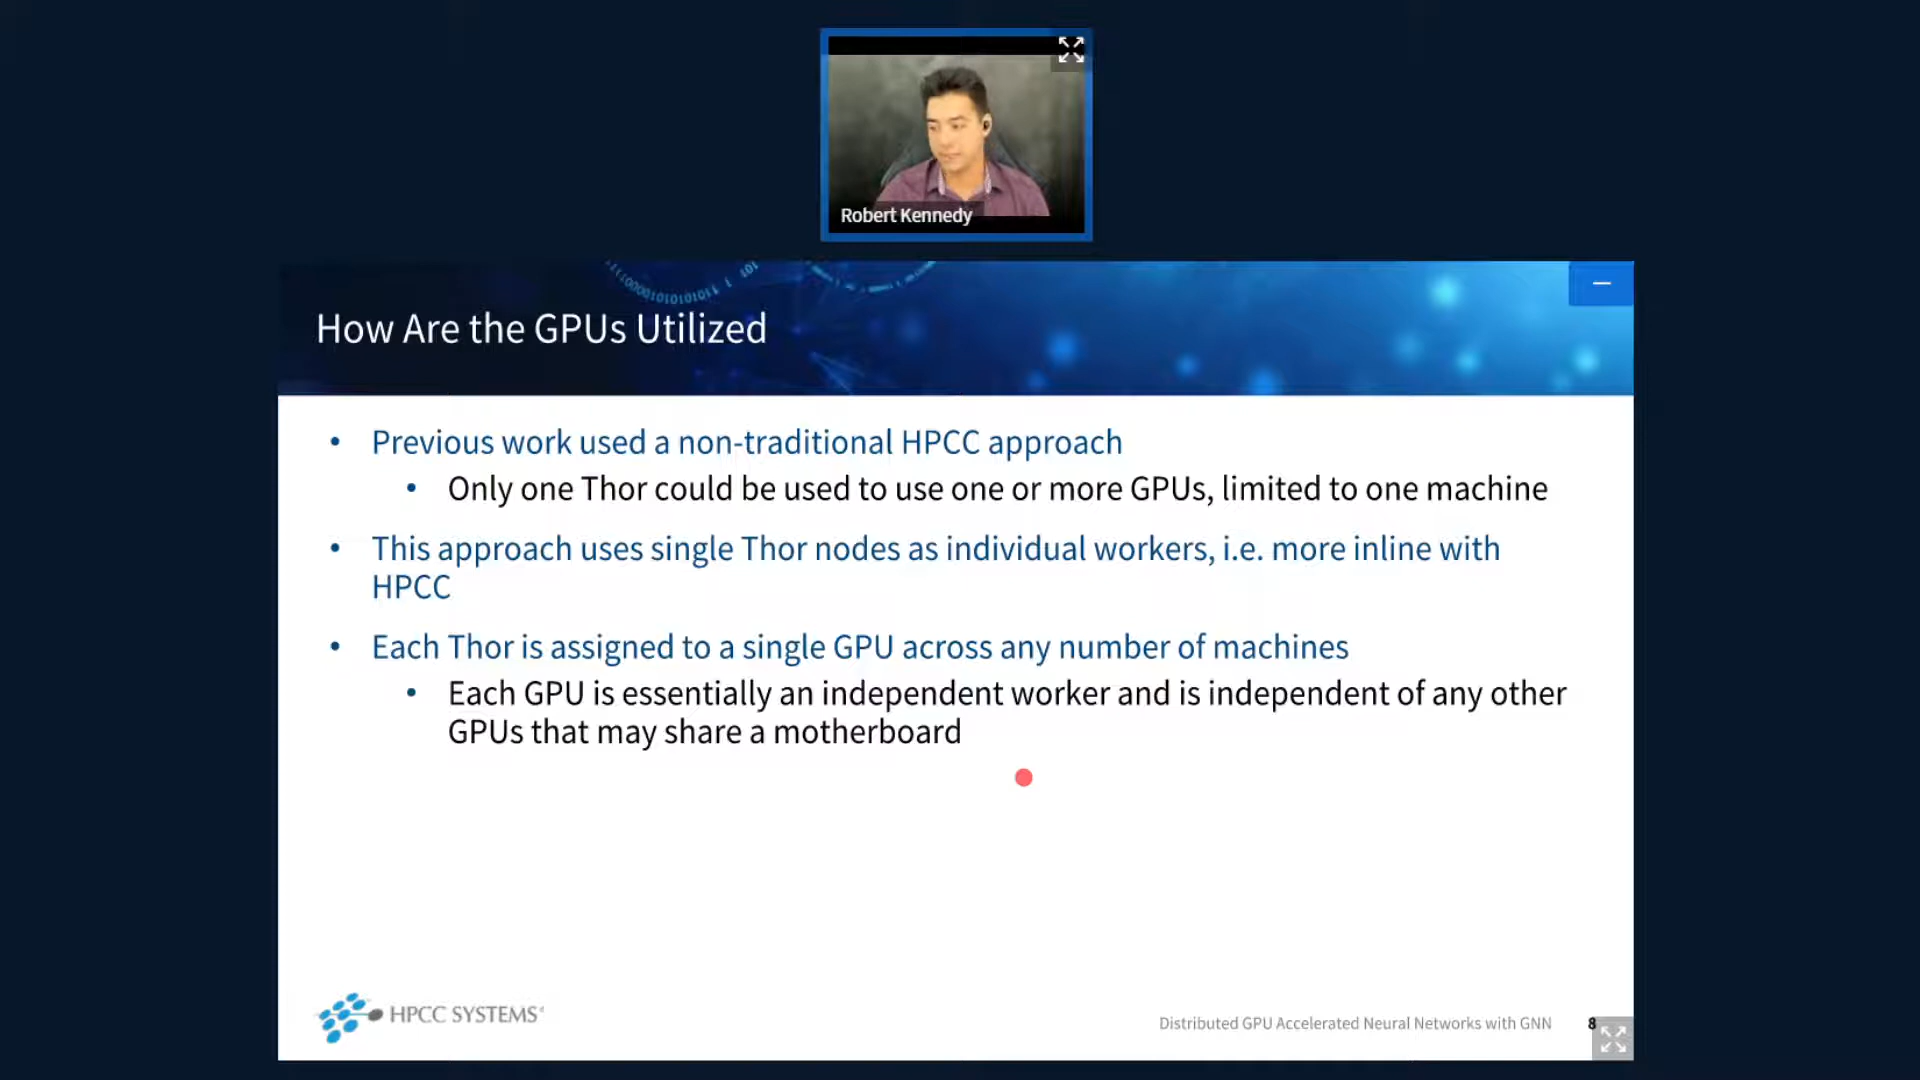 Robert Kennedy
How Are the GPUs Utilized
• Previous work used a non-traditional HPCC approach
• Only one Thor could be used to use one or more GPUs, limited to one machine
• This approach uses single Thor nodes as individual workers, i.e. more inline with
HPCC
• Each Thor is assigned to a single GPU across any number of machines
• Each GPU is essentially an independent worker and is independent of any other
GPUs that may share a motherboard
HPCC SYSTEMS
Distributed GPU Accelerated Neural Networks with GNN
8